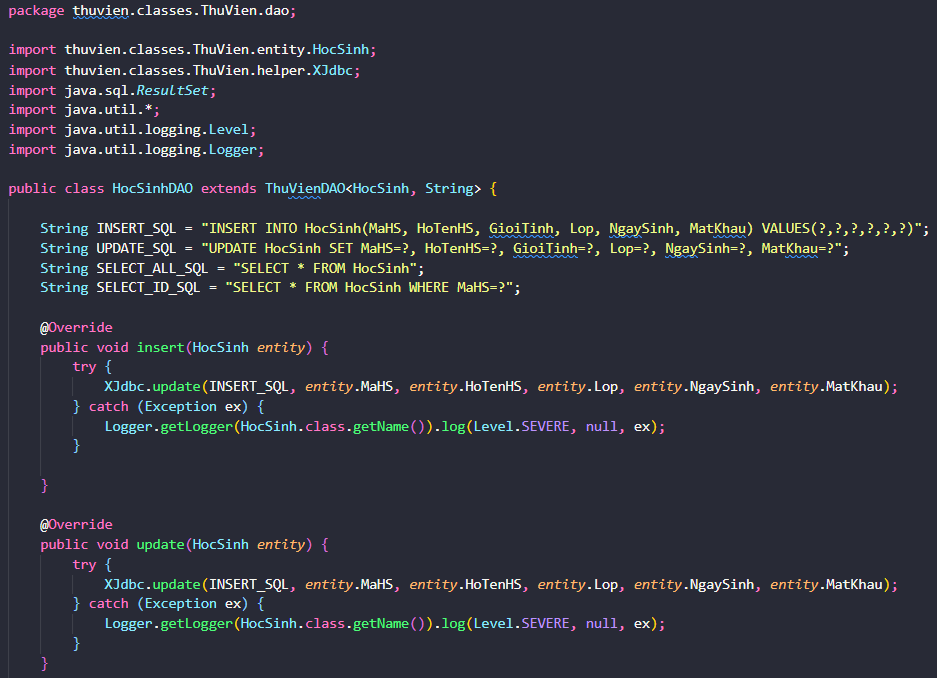 package thuvien.classes.ThuVien.dao;
import thuvien.classes.ThuVien.entity.HocSinh;
import thuvien.classes.ThuVien.helper.XJdbc;
import java.sql.ResultSet;
import java.util.*;
import java.util.logging.Level;
import java.util.logging.Logger;
public class HocSinhDAO extends ThuVienDAO<HocSinh, String> {
String INSERT_SQL = "INSERT INTO HocSinh(MaHS, HoTenHS, GioiTinh, Lop, NgaySinh, MatKhau) VALUES(?,?,?,?,?,?)";
String UPDATE_SQL = "UPDATE HocSinh SET MaHS=?, HoTenHS=?, GioiTinh=?, Lop=?, NgaySinh=?, MatKhau=?";
String SELECT_ALL_SQL = "SELECT * FROM HocSinh";
String SELECT_ID_SQL = "SELECT * FROM HocSinh WHERE MaHS=?";
@Override
public void insert(HocSinh entity) {
try {
XJdbc.update(INSERT_SQL, entity.MaHS, entity.HoTenHS, entity.Lop, entity.NgaySinh, entity.MatKhau);
} catch (Exception ex) {
Logger.getLogger(HocSinh.class.getName()).log(Level.SEVERE, null, ex);
}
}
@Override
public void update(HocSinh entity) {
try {
XJdbc.update(INSERT_SQL, entity.MaHS, entity.HoTenHS, entity.Lop, entity.NgaySinh, entity.MatKhau);
} catch (Exception ex) {
Logger.getLogger(HocSinh.class.getName()).log(Level.SEVERE, null, ex);
}
}